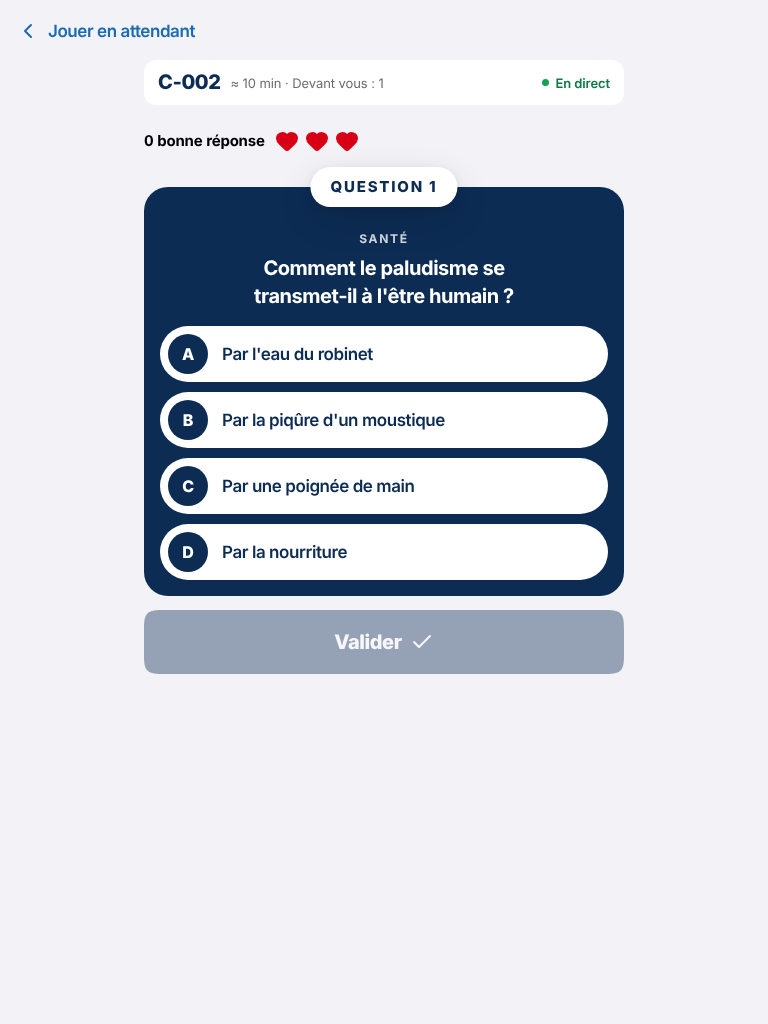 Jouer en attendant
C-002 ≈ 10 min · Devant vous : 1 En direct
0 bonne réponse
QUESTION 1
SANTÉ
Comment le paludisme se
transmet-il à l'être humain ?
A Par l'eau du robinet
B Par la piqûre d'un moustique
C Par une poignée de main
D Par la nourriture
Valider